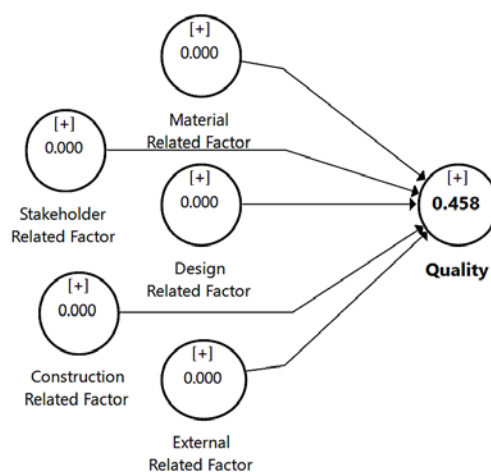 [+]
0.000
Material
Related Factor
[+]
0.000
Stakeholder
Related Factor
[+]
0.000
Design
Related Factor
[+]
0.458
Quality
[+]
0.000
Construction
Related Factor
[+]
0.000
External
Related Factor